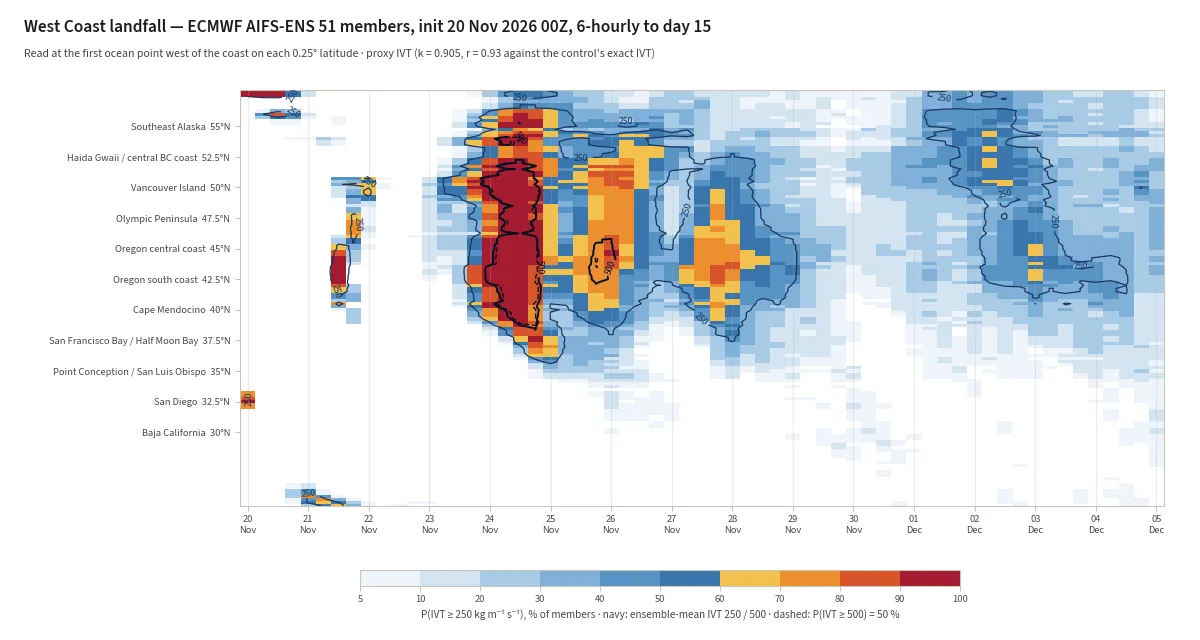 West Coast landfall — ECMWF AIFS-ENS 51 members, init 20 Nov 2026 00Z, 6-hourly to day 15
Read at the first ocean point west of the coast on each 0.25° latitude · proxy IVT (k = 0.905, r = 0.93 against the control's exact IVT)
Southeast Alaska 55°N
Haida Gwaii / central BC coast 52.5°N
Vancouver Island 50°N
Olympic Peninsula 47.5°N
Oregon central coast 45°N
Oregon south coast 42.5°N
Cape Mendocino 40°N
San Francisco Bay / Half Moon Bay 37.5°N
Point Conception / San Luis Obispo 35°N
San Diego 32.5°N
Baja California 30°N
250
250
250
250
250
250
250
250
250
250
250
500
500
20 21 22 23 24 25 26 27 28 29 30 01 02 03 04 05
Nov Nov Nov Nov Nov Nov Nov Nov Nov Nov Nov Dec Dec Dec Dec Dec
5 10 20 30 40 50 60 70 80 90 100
P(IVT ≥ 250 kg m⁻¹ s⁻¹), % of members · navy: ensemble-mean IVT 250 / 500 · dashed: P(IVT ≥ 500) = 50 %